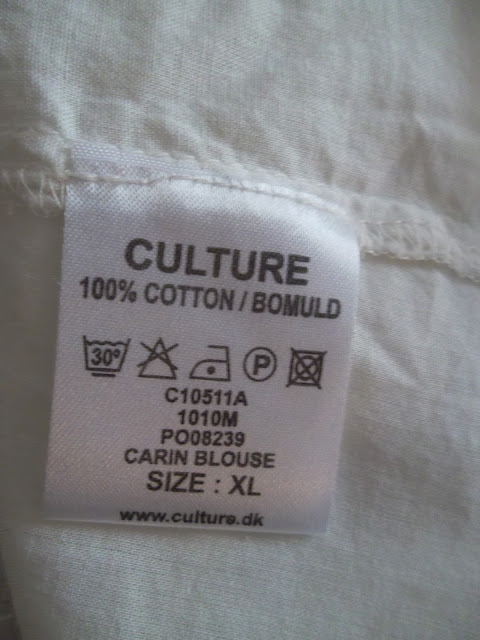 CULTURE
100% COTTON / BOMULD
30° P
C10511A
1010M
PO08239
CARIN BLOUSE
SIZE : XL
www.culture.dk